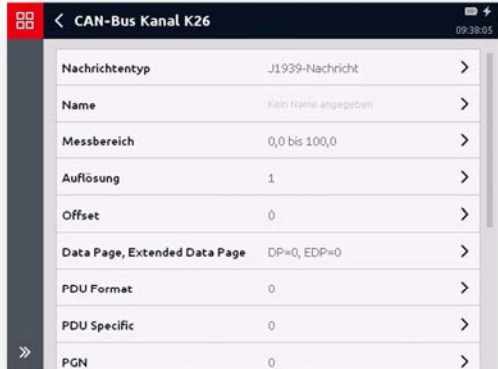 CAN-Bus Kanal K26
09:38:05
Nachrichtentyp J1939-Nachricht
Name Kein Name angegeben
Messbereich 0,0 bis 100,0
Auflösung 1
Offset 0
Data Page, Extended Data Page DP=0, EDP=0
PDU Format 0
PDU Specific 0
PGN 0